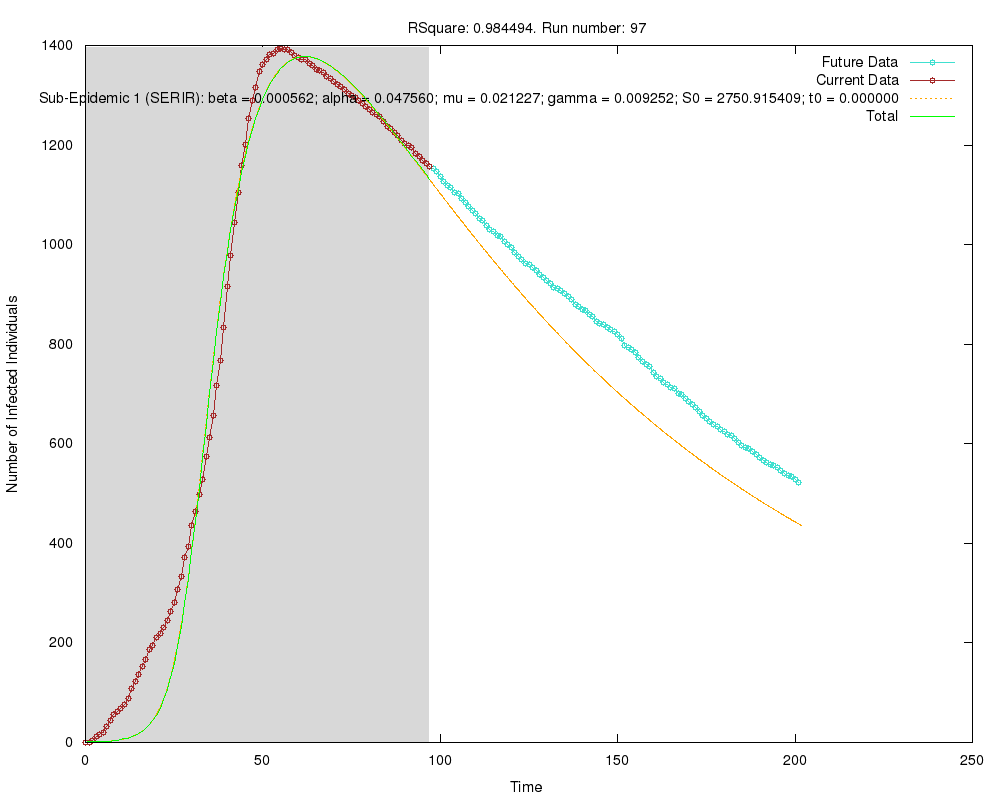 RSquare: 0.984494. Run number: 97
1400
1200
1000
800
600
400
200
0
Number of Infected Individuals
Future Data
Current Data
Sub-Epidemic 1 (SERIR): beta = 0.000562; alpha = 0.047560; mu = 0.021227; gamma = 0.009252; S0 = 2750.915409; t0 = 0.000000
Total
0 50 100 150 200 250
Time